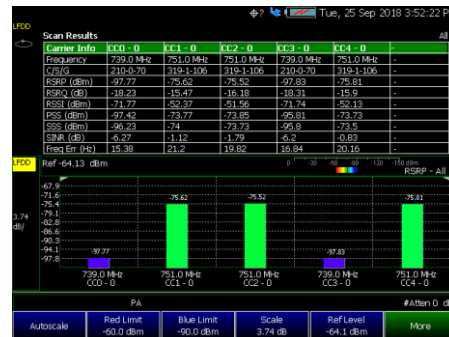 Tue, 25 Sep 2018 3:52:22 P
LFDD
Scan Results All
Carrier Info CC0 - 0 CC1 - 0 CC2 - 0 CC3 - 0 CC4 - 0 -
Frequency 739.0 MHz 751.0 MHz 751.0 MHz 739.0 MHz 751.0 MHz -
C/S/G 210-0-70 319-1-106 319-1-106 210-0-70 319-1-106 -
RSRP (dBm) -97.77 -75.62 -75.52 -97.83 -75.81 -
RSRQ (dB) -18.23 -15.47 -16.18 -18.31 -15.9 -
RSSI (dBm) -71.77 -52.37 -51.56 -71.74 -52.13 -
PSS (dBm) -97.42 -73.77 -73.85 -95.81 -73.73 -
SSS (dBm) -96.23 -74 -73.73 -95.8 -73.5 -
SINR (dB) -6.27 -1.12 -1.79 -6.2 -0.83 -
Freq Err (Hz) 15.38 21.2 19.82 16.84 20.16 -
LFDD Ref -64.13 dBm 0 -30 -60 -90 -120 -150 dBm
RSRP - All
-67.9
-71.6
-75.4
-79.1
-82.8
-86.6
-90.3
-94.1
-97.8
3.74
dB/
-97.77 -75.62 -75.52 -97.83 -75.81
739.0 MHz 751.0 MHz 751.0 MHz 739.0 MHz 751.0 MHz
CC0 - 0 CC1 - 0 CC2 - 0 CC3 - 0 CC4 - 0
PA #Atten 0 d
Autoscale
Red Limit
-60.0 dBm
Blue Limit
-90.0 dBm
Scale
3.74 dB
Ref Level
-64.1 dBm
More